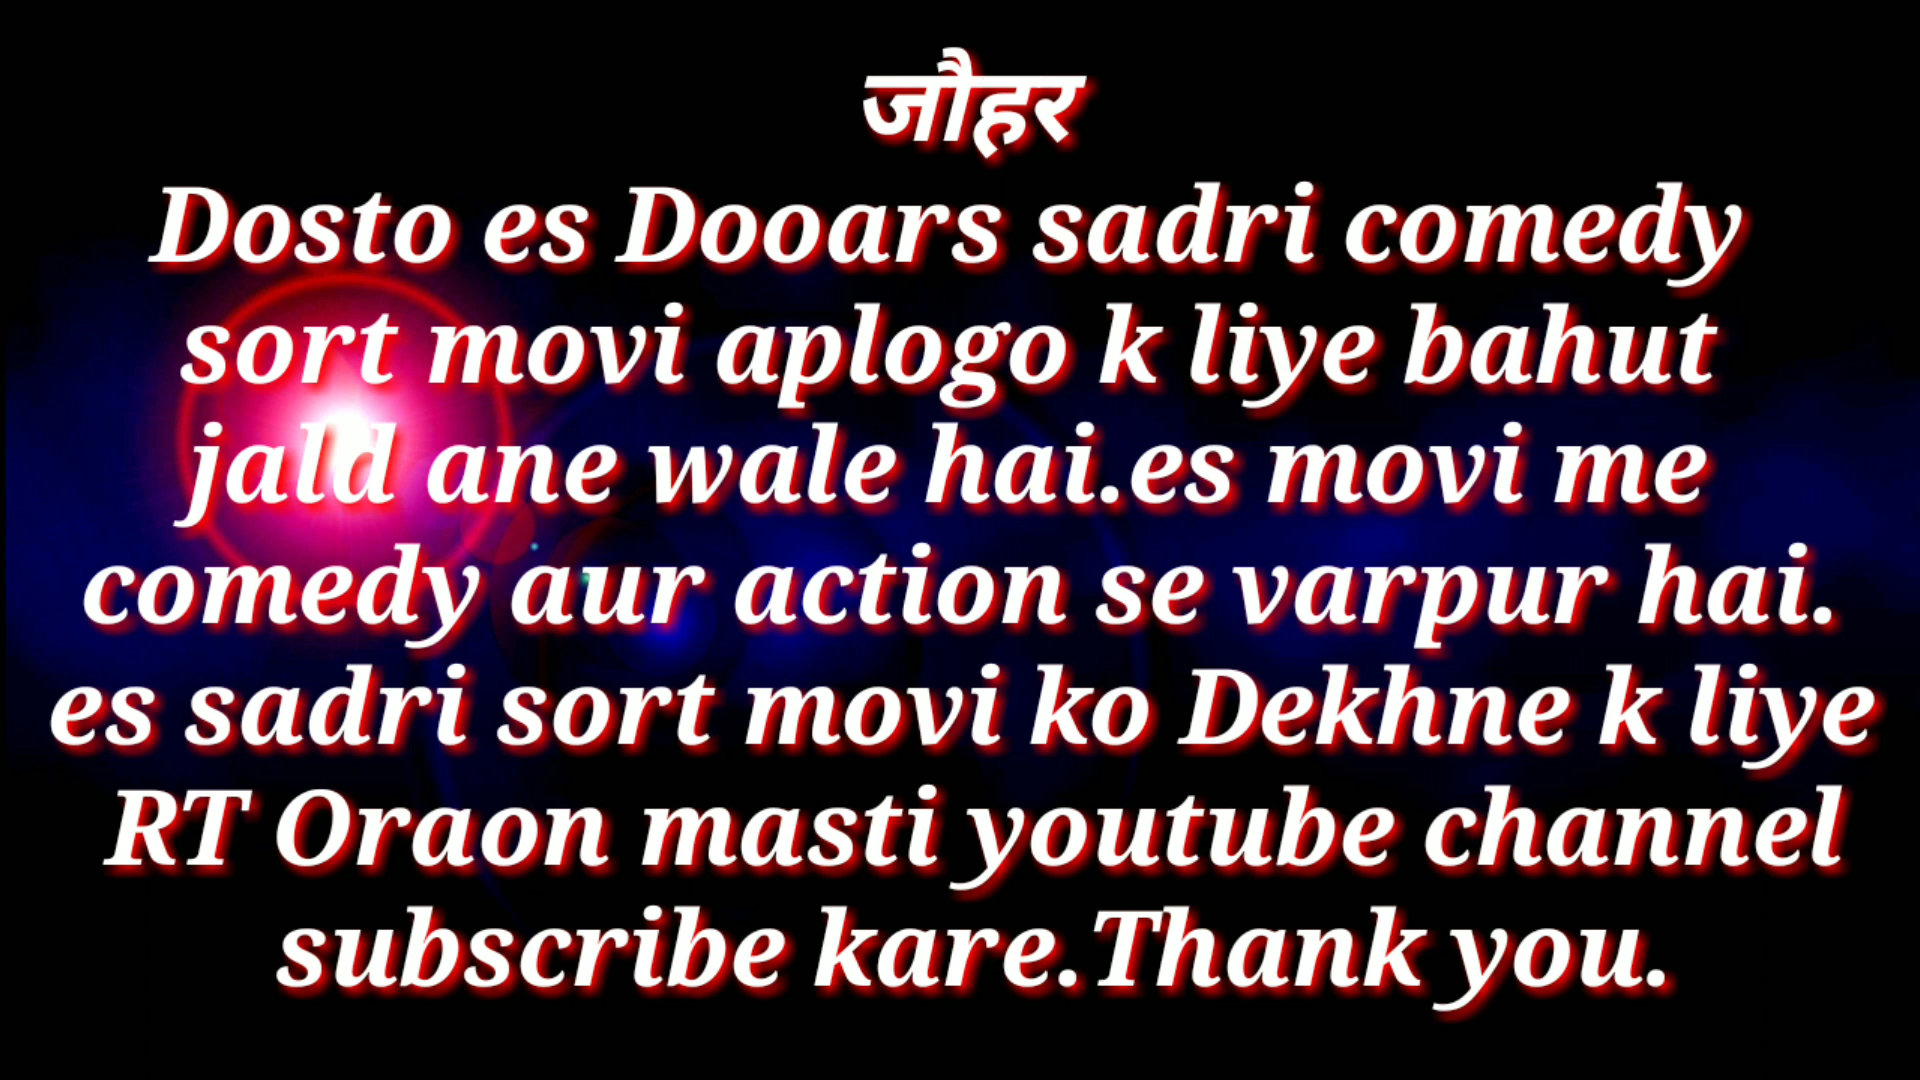 जौहर
Dosto es Dooars sadri comedy
sort movi aplogo k liye bahut
jald ane wale hai.es movi me
comedy aur action se varpur hai.
es sadri sort movi ko Dekhne k liye
RT Oraon masti youtube channel
subscribe kare.Thank you.